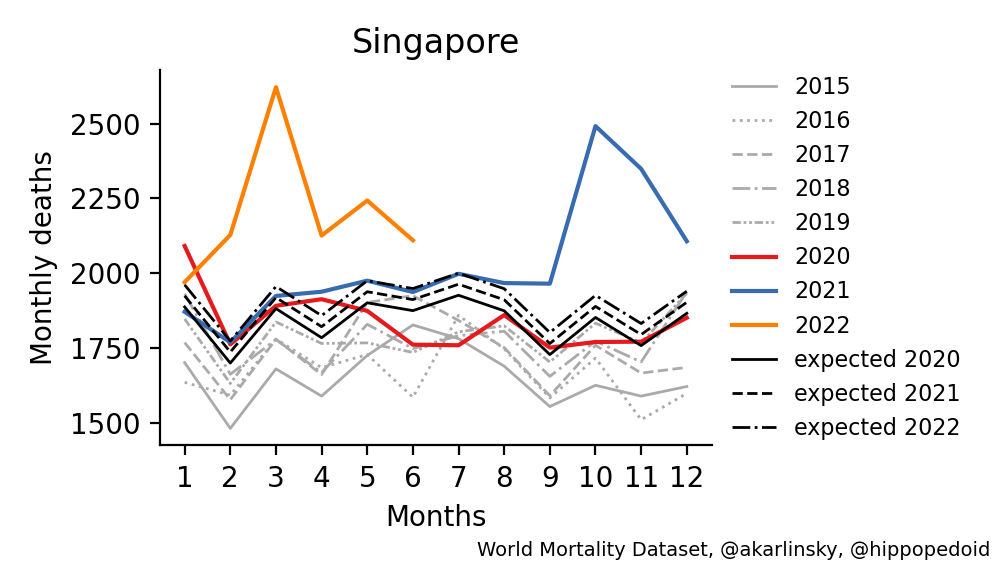 Singapore
Monthly deaths
2500
2250
2000
1750
1500
1 2 3 4 5 6 7 8 9 10 11 12
Months
2015
2016
2017
2018
2019
2020
2021
2022
expected 2020
expected 2021
expected 2022
World Mortality Dataset, @akarlinsky, @hippopedoid